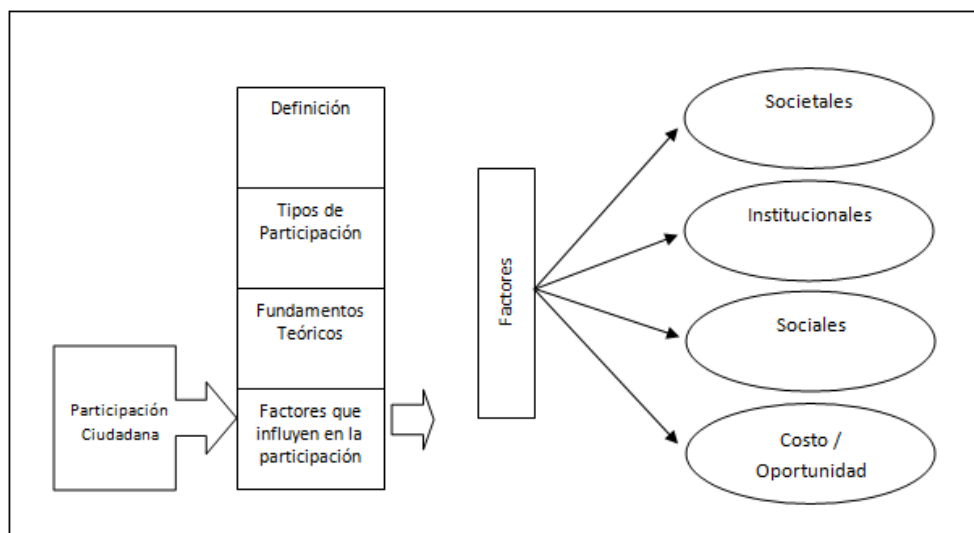 Participación
Ciudadana
Definición
Tipos de
Participación
Fundamentos
Teóricos
Factores que
influyen en la
participación
Factores
Societales
Institucionales
Sociales
Costo /
Oportunidad